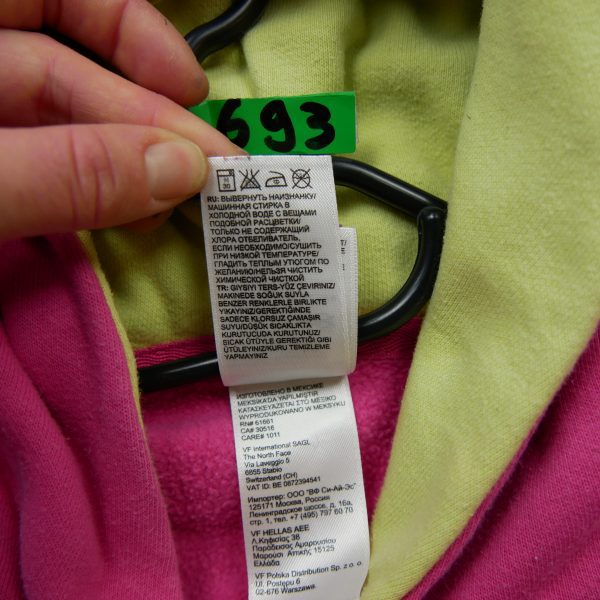 693
RU: ВЫВЕРНУТЬ НАИЗНАНКУ/
МАШИННАЯ СТИРКА В
ХОЛОДНОЙ ВОДЕ С ВЕЩАМИ
ПОДОБНОЙ РАСЦВЕТКИ/
ТОЛЬКО НЕ СОДЕРЖАЩИЙ
ХЛОРА ОТБЕЛИВАТЕЛЬ,
ЕСЛИ НЕОБХОДИМО/СУШИТЬ
ПРИ НИЗКОЙ ТЕМПЕРАТУРЕ/
ГЛАДИТЬ ТЕПЛЫМ УТЮГОМ ПО
ЖЕЛАНИЮ/НЕЛЬЗЯ ЧИСТИТЬ
ХИМИЧЕСКОЙ ЧИСТКОЙ
TR: GIYSIYI TERS-YÜZ ÇEVIRINIZ/
MAKINEDE SOĞUK SUYLA
BENZER RENKLERLE BIRLIKTE
YIKAYINIZ/GEREKTIĞINDE
SADECE KLORSUZ ÇAMAŞIR
SUYU/DÜŞÜK SICAKLIKTA
KURUTUCUDA KURUTUNUZ/
SICAK ÜTÜYLE GEREKTIĞI GIBI
ÜTÜLEYINIZ/KURU TEMIZLEME
YAPMAYINIZ
ИЗГОТОВЛЕНО В МЕКСИКЕ
MEKSIKA'DA YAPILMIŞTIR
ΚΑΤΑΣΚΕΥΑΖΕΤΑΙ ΣΤΟ ΜΕΞΙΚΟ
WYPRODUKOWANO W MEKSYKU
RN# 61661
CA# 30516
CARE# 1011
VF International SAGL
The North Face
Via Laveggio 5
6855 Stabio
Switzerland (CH)
VAT ID: BE 0872394541
Импортер: ООО "ВФ Си-Ай-Эс"
125171 Москва, Россия
Ленинградское шоссе, д. 16а,
стр. 1, тел. +7 (495) 797 60 70
VF HELLAS AEE
Λ.Κηφισίας 38
Παράδεισος Αμαρουσίου
Μαρούσι Αττικής 15125
VF Polska Distribution Sp. z o.o.
Ul. Postępu 6
02-676 Warszawa.